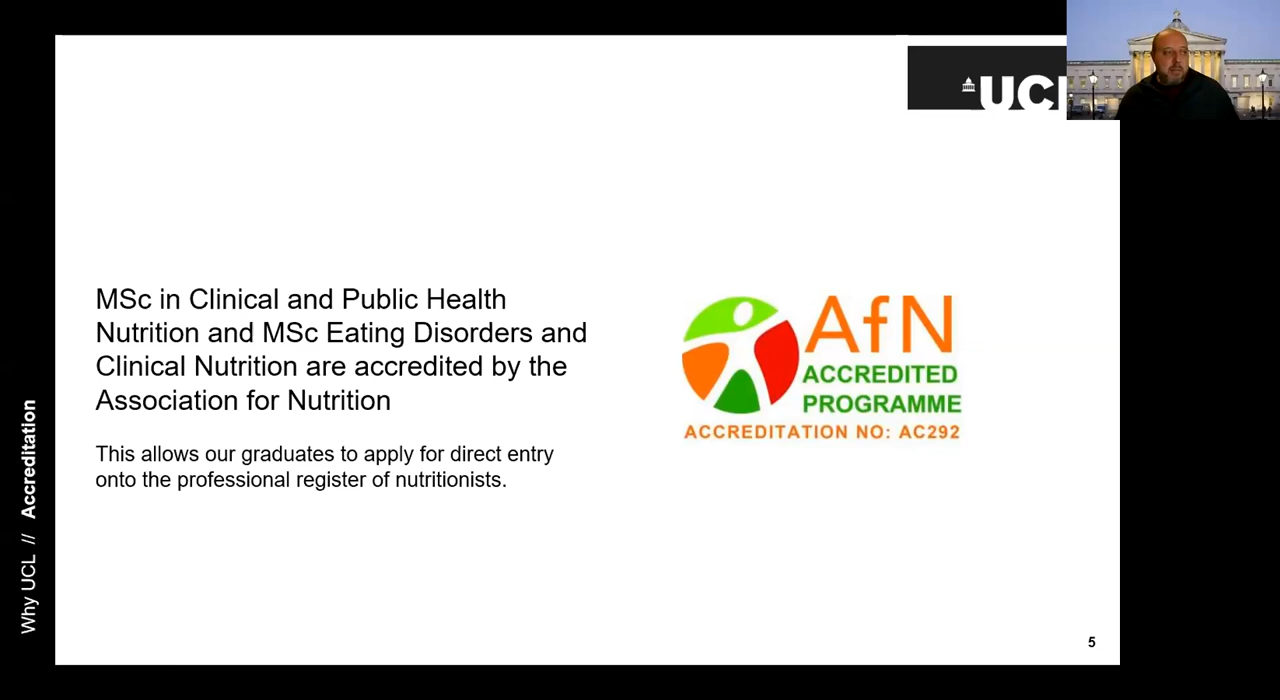 UCL
MSc in Clinical and Public Health
Nutrition and MSc Eating Disorders and
Clinical Nutrition are accredited by the
Association for Nutrition
This allows our graduates to apply for direct entry
onto the professional register of nutritionists.
AfN
ACCREDITED
PROGRAMME
ACCREDITATION NO: AC292
Why UCL // Accreditation
5